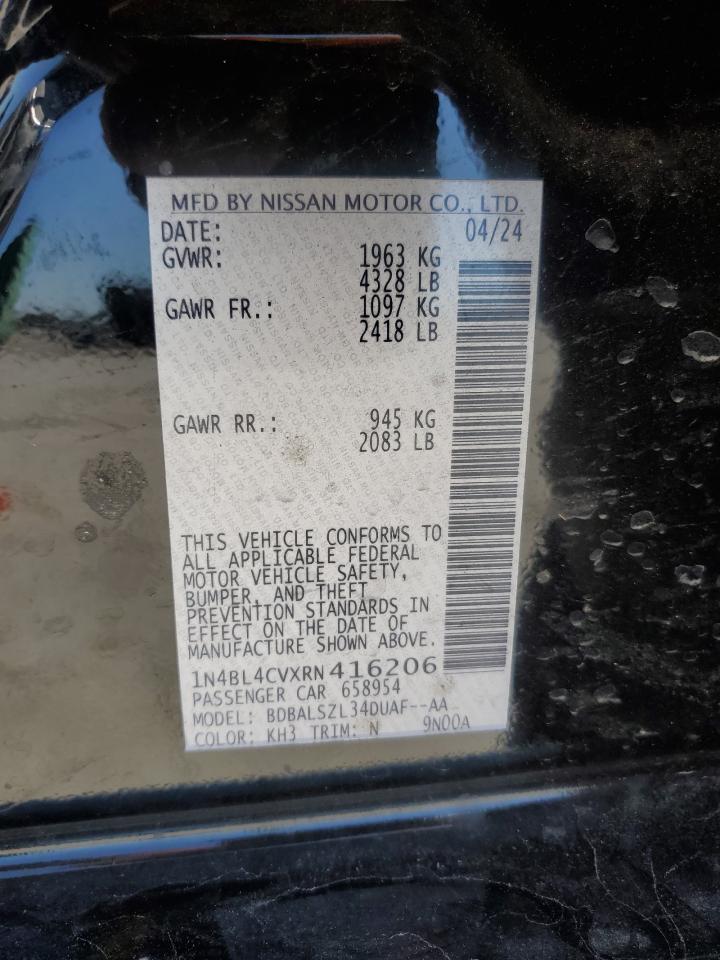 MFD BY NISSAN MOTOR CO., LTD.
DATE: 04/24
GVWR: 1963 KG
4328 LB
GAWR FR.: 1097 KG
2418 LB
GAWR RR.: 945 KG
2083 LB
THIS VEHICLE CONFORMS TO
ALL APPLICABLE FEDERAL
MOTOR VEHICLE SAFETY,
BUMPER, AND THEFT
PREVENTION STANDARDS IN
EFFECT ON THE DATE OF
MANUFACTURE SHOWN ABOVE.
1N4BL4CVXRN416206
PASSENGER CAR 658954
MODEL: BDBALSZL34DUAF--AA
COLOR: KH3 TRIM: N 9N00A